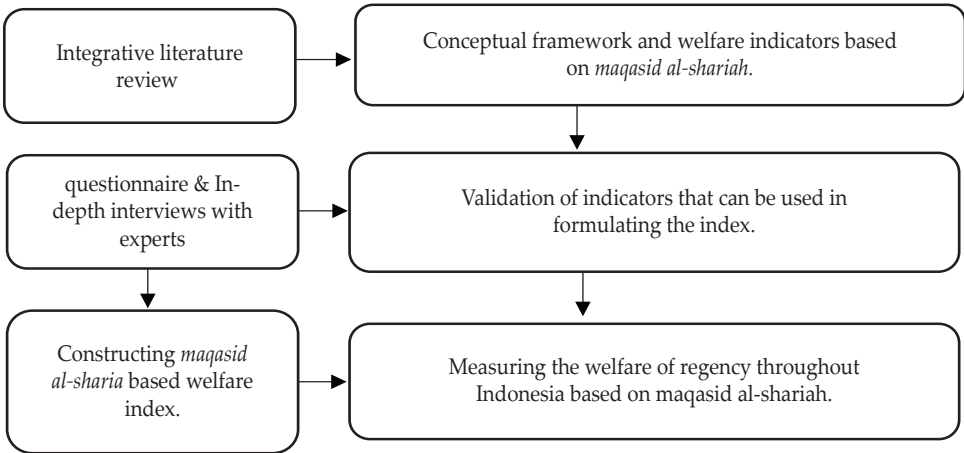 Integrative literature
review
Conceptual framework and welfare indicators based
on maqasid al-shariah.
questionnaire & In-
depth interviews with
experts
Validation of indicators that can be used in
formulating the index.
Constructing maqasid
al-sharia based welfare
index.
Measuring the welfare of regency throughout
Indonesia based on maqasid al-shariah.